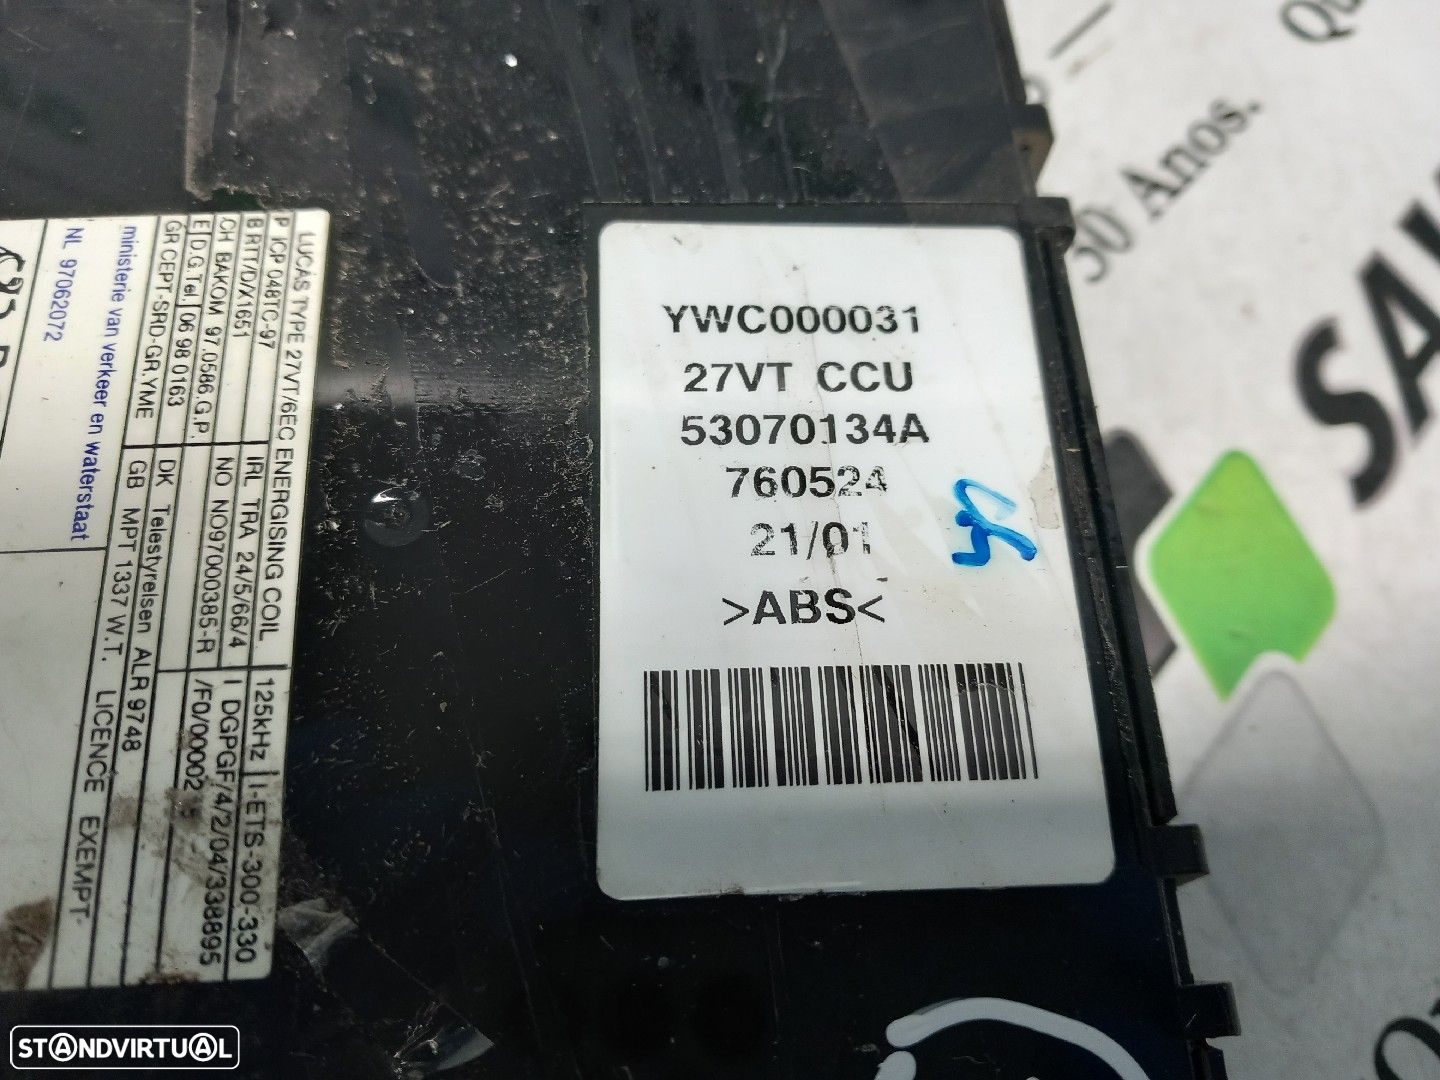 YWC000031
27VT CCU
53070134A
760524
21/01
>ABS<
LUCAS TYPE 27VT/6EC ENERGISING COIL
P ICP 048TC-97
IRL TRA 24/5/66/4
125kHz
I-ETS-300-330
B RTT/D/X1651
NO NO97000385-R
I DGPGF/4/2/04/338895
/F0/00002
CH BAKOM 97.0586.G.P.
E D.G.Tel. 06 98 0163
DK Telestyrelsen ALR 9748
GR CEPT-SRD-GR.YME
GB MPT 1337 W.T. LICENCE EXEMPT-
ministerie van verkeer en waterstaat
NL 97062072
30 Anos.
STANDVIRTUAL